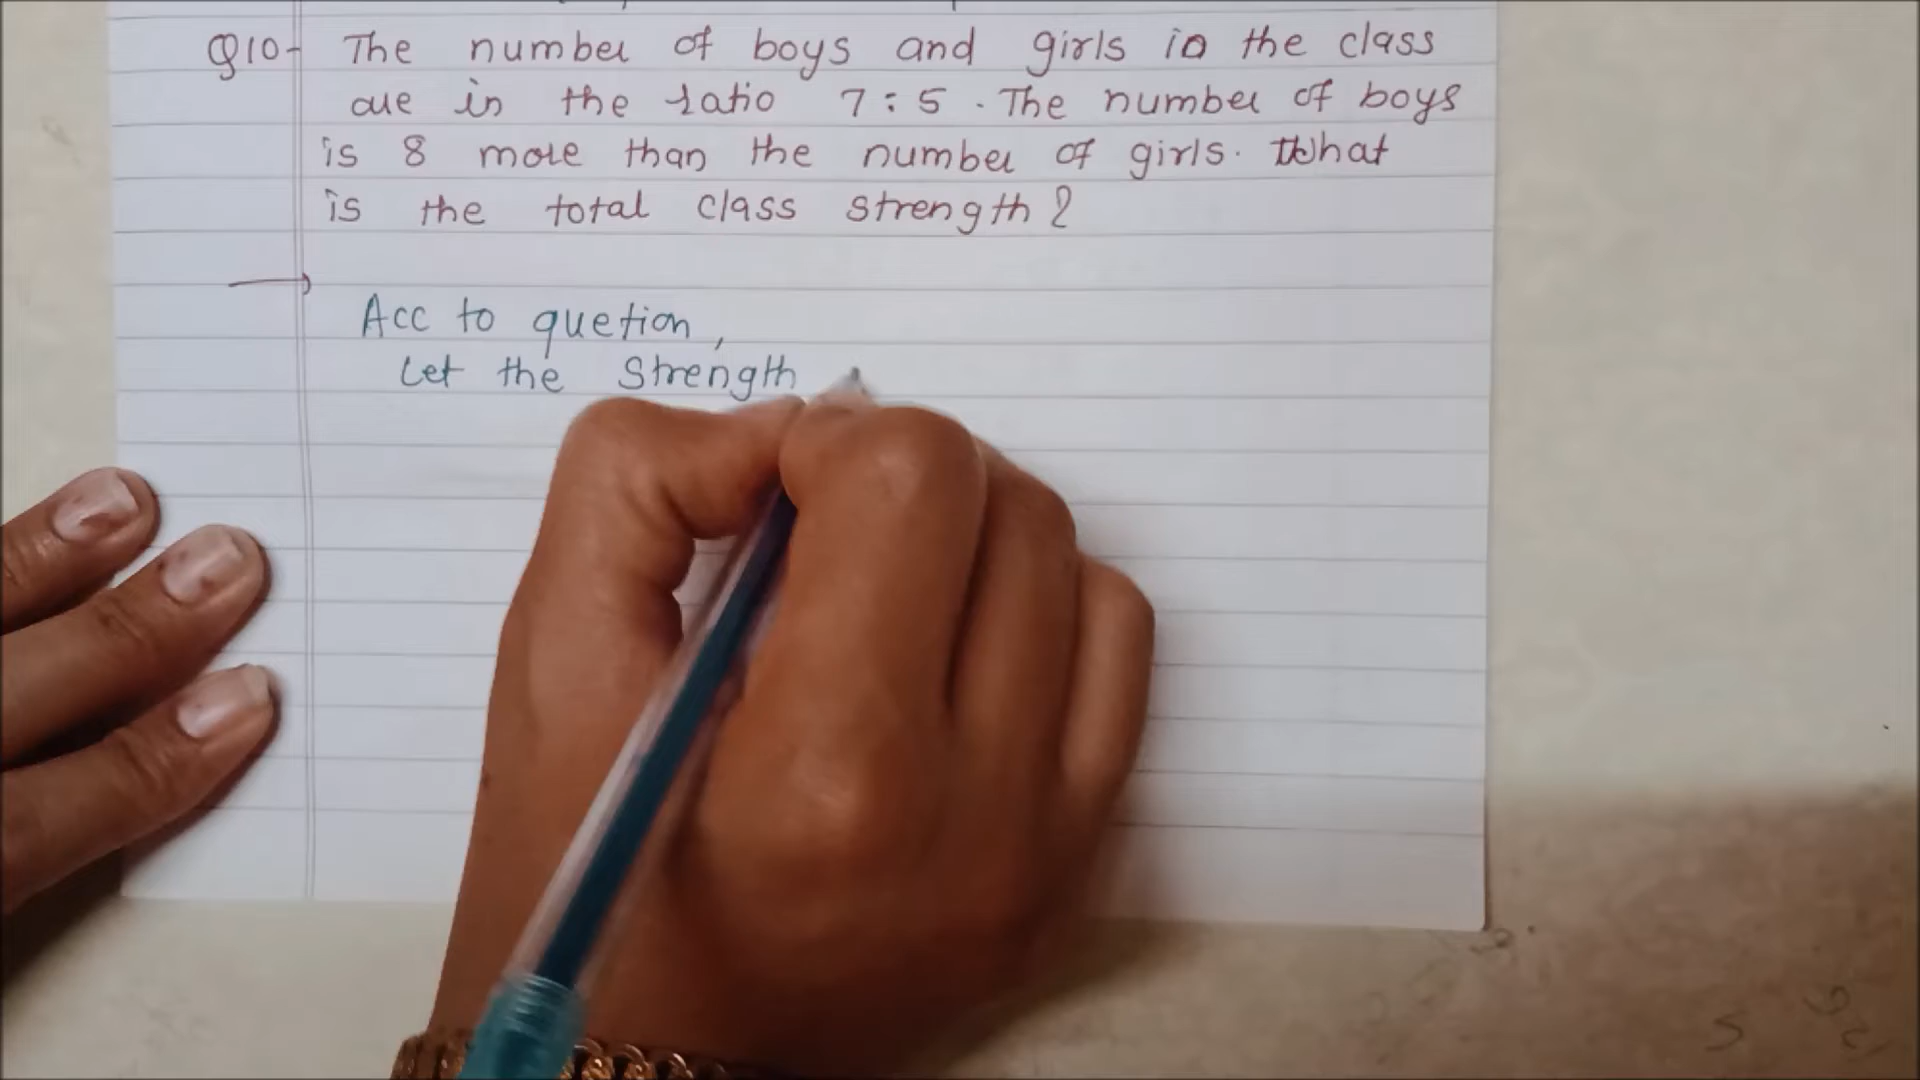 Q10- The number of boys and girls in the class
are in the ratio 7 : 5 . The number of boys
is 8 more than the number of girls. What
is the total class strength ?
Acc to quetion ,
Let the Strength